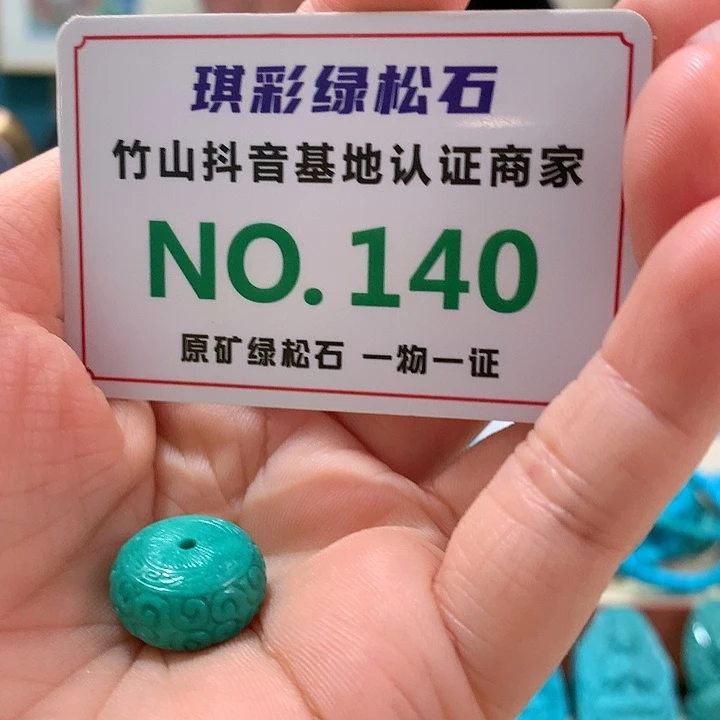 琪彩绿松石
竹山抖音基地认证商家
NO.140
原矿绿松石 一物一证